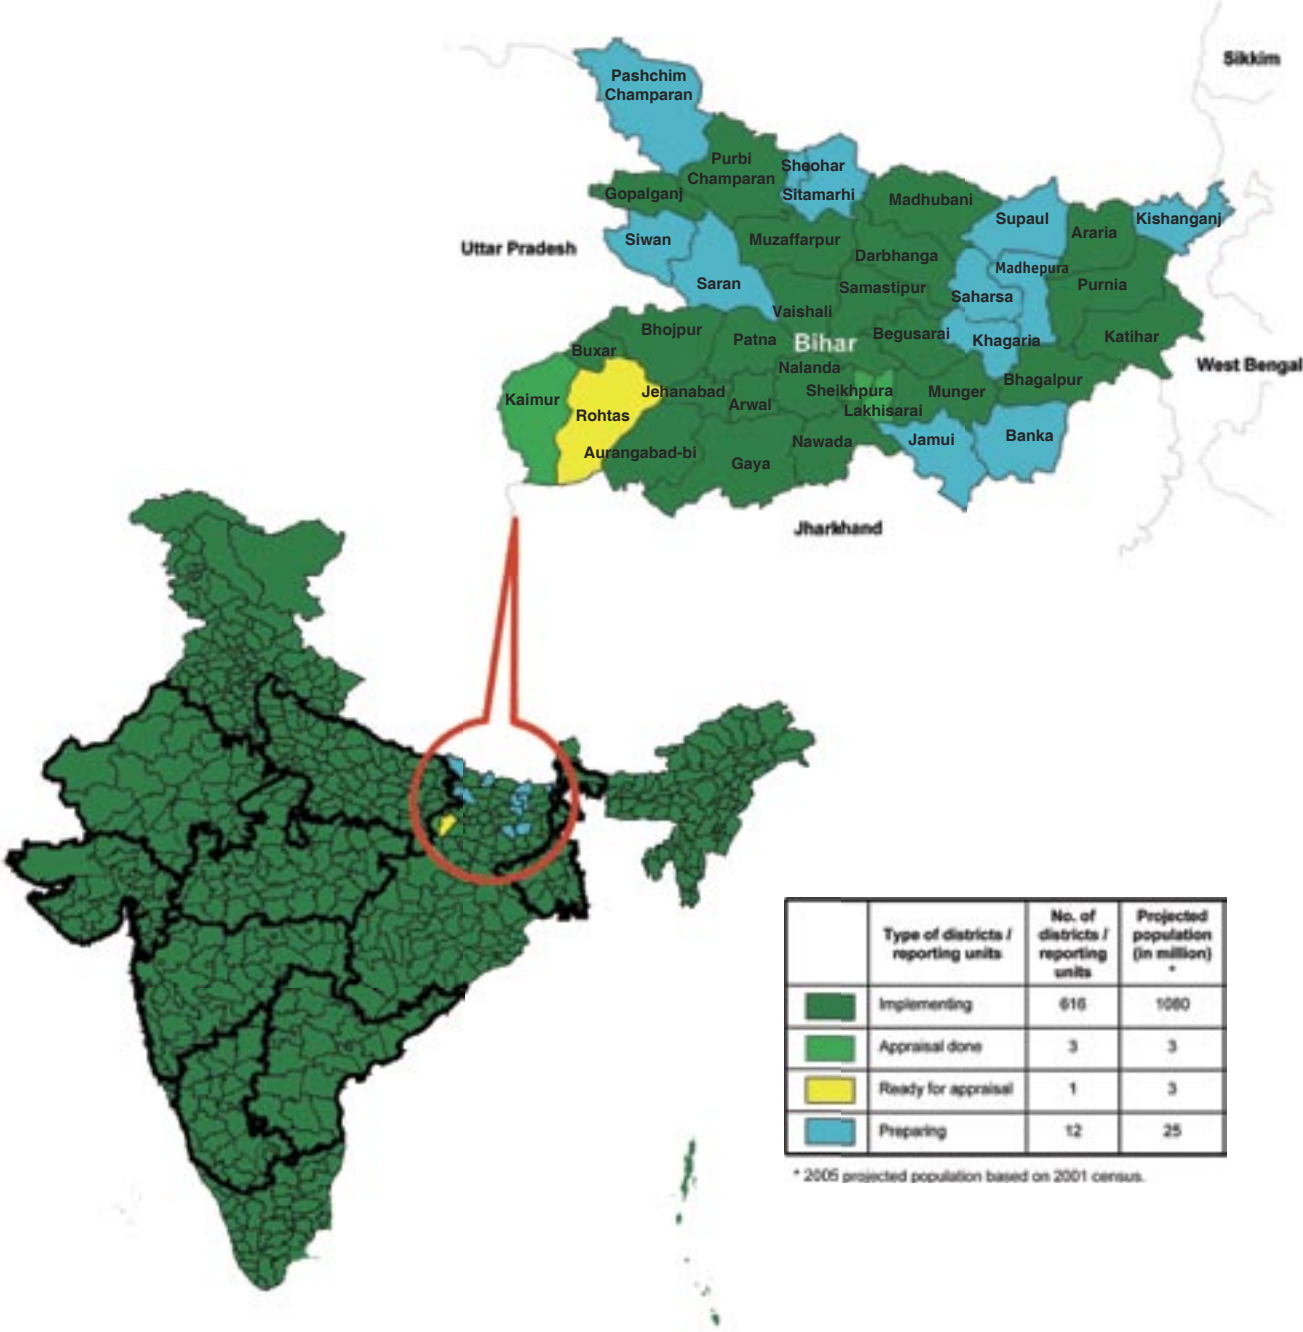 Sikkim
Pashchim
Champaran
Purbi
Champaran
Sheohar
Sitamarhi
Gopalganj
Madhubani
Supaul
Kishanganj
Araria
Uttar Pradesh
Siwan
Muzaffarpur
Darbhanga
Madhepura
Saran
Samastipur
Saharsa
Purnia
Vaishali
Bhojpur
Patna
Bihar
Begusarai
Khagaria
Katihar
Buxar
West Bengal
Nalanda
Kaimur
Jehanabad
Sheikhpura
Munger
Bhagalpur
Rohtas
Arwal
Lakhisarai
Aurangabad-bi
Nawada
Jamui
Banka
Gaya
Jharkhand
Type of districts /
reporting units
No. of
districts /
reporting
units
Projected
population
(in million)
*
Implementing 616 1080
Appraisal done 3 3
Ready for appraisal 1 3
Preparing 12 25
* 2005 projected population based on 2001 census.